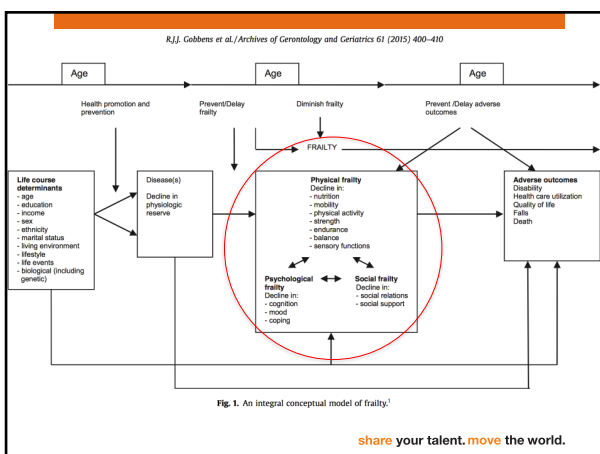 R.J.J. Gobbens et al. / Archives of Gerontology and Geriatrics 61 (2015) 400–410
Age
Age
Age
Health promotion and
prevention
Prevent/Delay
frailty
Diminish frailty
Prevent /Delay adverse
outcomes
FRAILTY
Life course
determinants
- age
- education
- income
- sex
- ethnicity
- marital status
- living environment
- lifestyle
- life events
- biological (including
genetic)
Disease(s)
Decline in
physiologic
reserve
Physical frailty
Decline in:
- nutrition
- mobility
- physical activity
- strength
- endurance
- balance
- sensory functions
Psychological
frailty
Decline in:
- cognition
- mood
- coping
Social frailty
Decline in:
- social relations
- social support
Adverse outcomes
Disability
Health care utilization
Quality of life
Falls
Death
Fig. 1. An integral conceptual model of frailty.¹
share your talent. move the world.